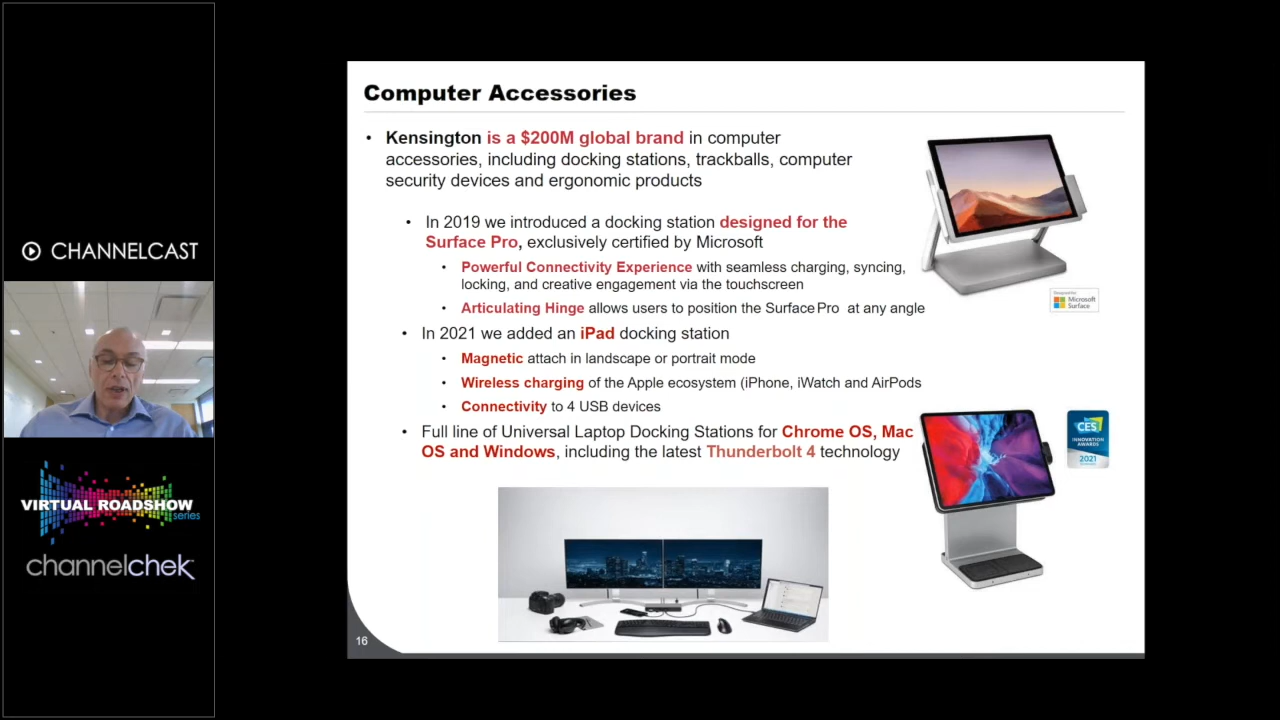 Computer Accessories
• Kensington is a $200M global brand in computer
accessories, including docking stations, trackballs, computer
security devices and ergonomic products
• In 2019 we introduced a docking station designed for the
Surface Pro, exclusively certified by Microsoft
• Powerful Connectivity Experience with seamless charging, syncing,
locking, and creative engagement via the touchscreen
• Articulating Hinge allows users to position the Surface Pro at any angle
• In 2021 we added an iPad docking station
• Magnetic attach in landscape or portrait mode
• Wireless charging of the Apple ecosystem (iPhone, iWatch and AirPods
• Connectivity to 4 USB devices
• Full line of Universal Laptop Docking Stations for Chrome OS, Mac
OS and Windows, including the latest Thunderbolt 4 technology
Microsoft
Surface
CES
INNOVATION
AWARDS
2021
16
CHANNELCAST
VIRTUAL ROADSHOW
series
channelchek